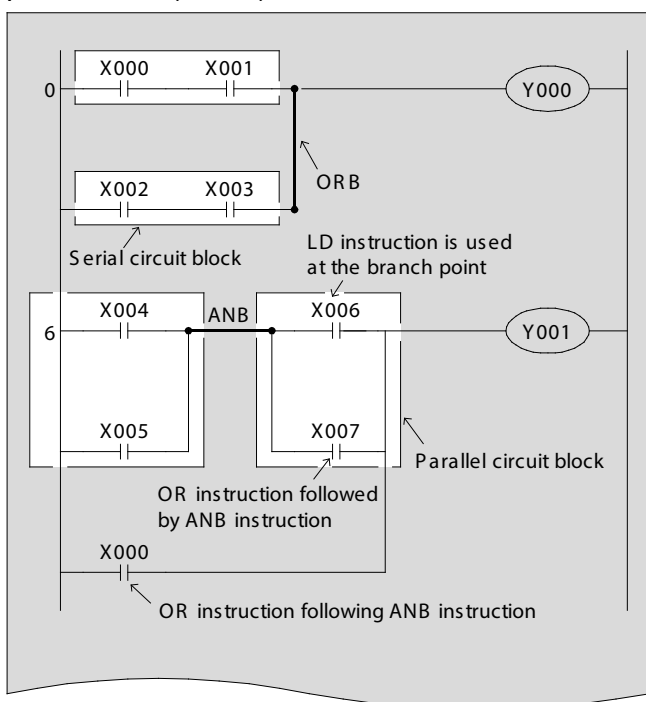 X000 X001
0 Y000
ORB
X002 X003
Serial circuit block
LD instruction is used
at the branch point
X004 ANB X006
6 Y001
X005 X007
Parallel circuit block
OR instruction followed
by ANB instruction
X000
OR instruction following ANB instruction